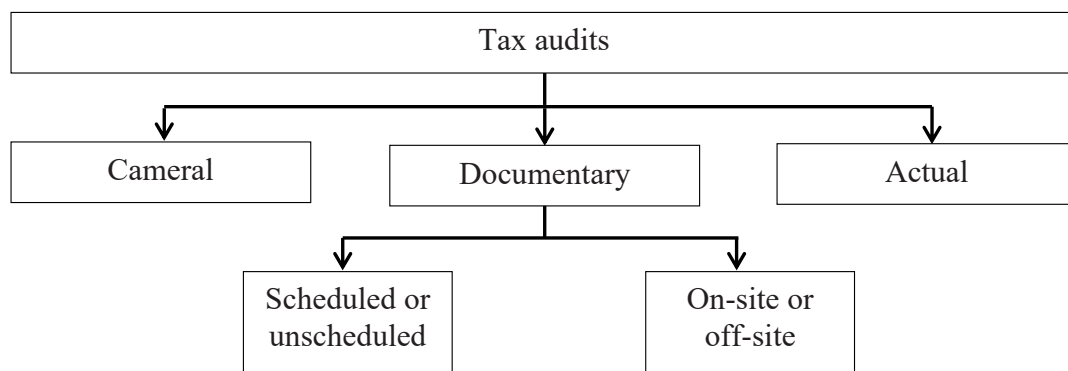 Tax audits
Cameral
Documentary
Actual
Scheduled or
unscheduled
On-site or
off-site